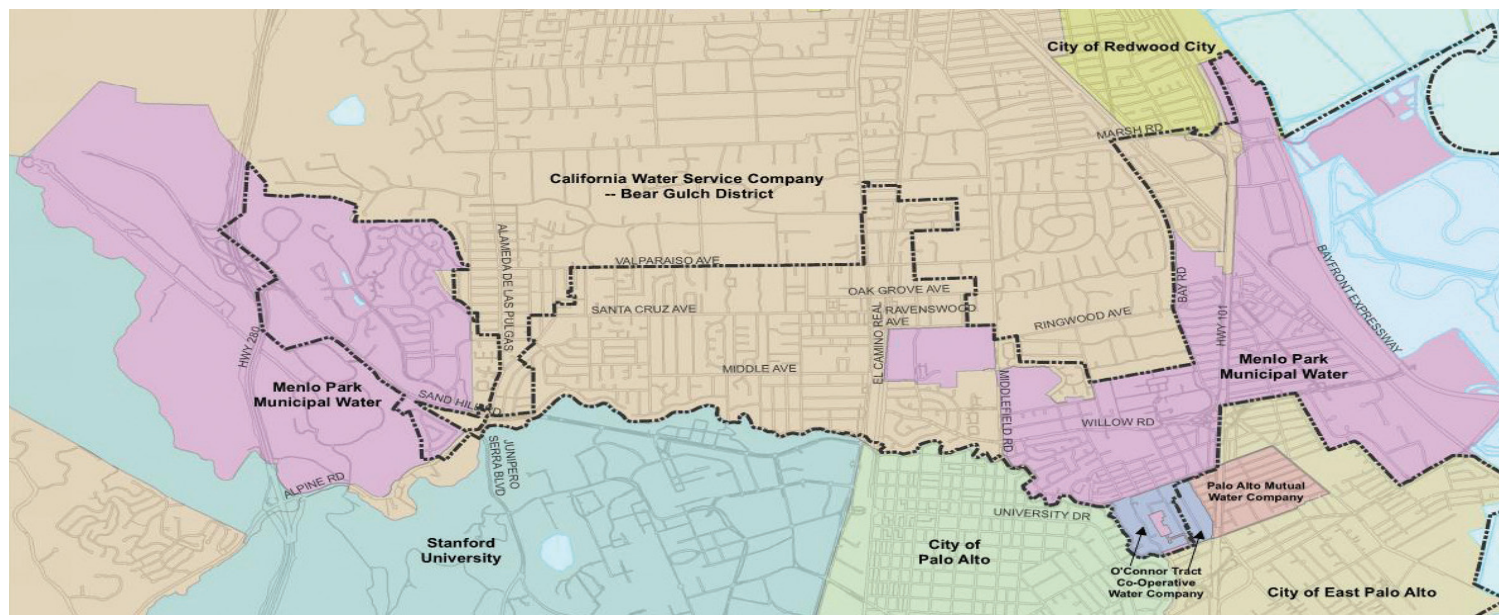 City of Redwood City
MARSH RD
California Water Service Company
-- Bear Gulch District
ALAMEDA DE LAS PULGAS
VALPARAISO AVE
OAK GROVE AVE
SANTA CRUZ AVE
RAVENSWOOD
AVE
RINGWOOD AVE
BAY RD
HWY 101
BAYFRONT EXPRESSWAY
HWY 280
EL CAMINO REAL
MIDDLE AVE
Menlo Park
Municipal Water
Menlo Park
Municipal Water
SAND HILL RD
MIDDLEFIELD RD
WILLOW RD
JUNIPERO
SERRA BLVD
ALPINE RD
Palo Alto Mutual
Water Company
UNIVERSITY DR
Stanford
University
City of
Palo Alto
O'Connor Tract
Co-Operative
Water Company
City of East Palo Alto